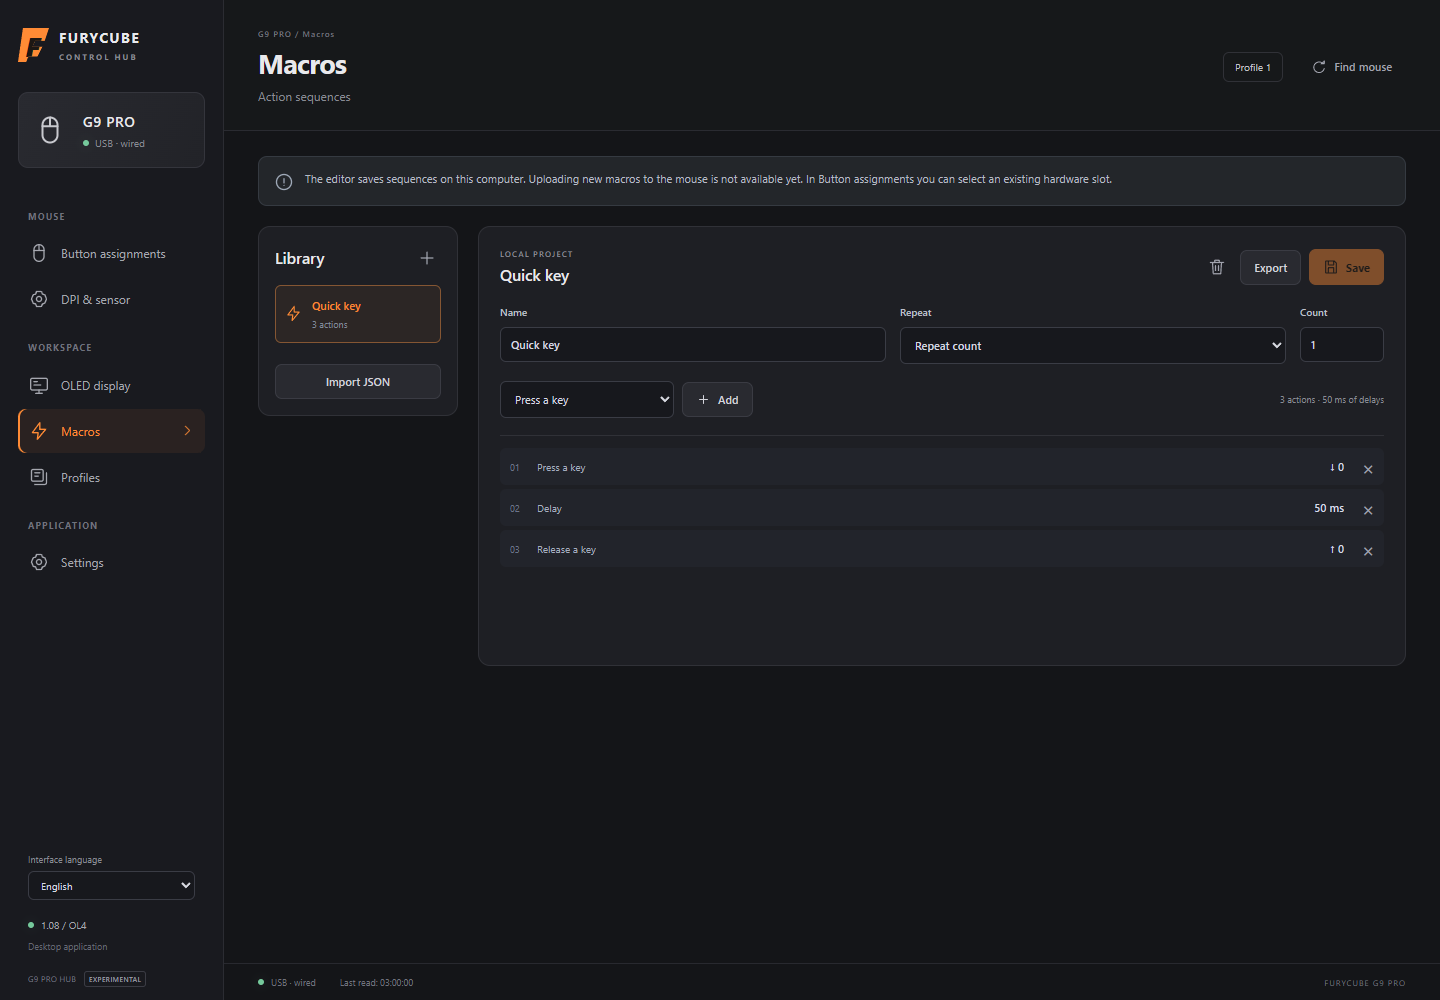 FURYCUBE
CONTROL HUB
G9 PRO
USB · wired
MOUSE
Button assignments
DPI & sensor
WORKSPACE
OLED display
Macros
Profiles
APPLICATION
Settings
Interface language
English
1.08 / OL4
Desktop application
G9 PRO HUB EXPERIMENTAL
G9 PRO / Macros
Macros
Action sequences
Profile 1
Find mouse
The editor saves sequences on this computer. Uploading new macros to the mouse is not available yet. In Button assignments you can select an existing hardware slot.
Library
Quick key
3 actions
Import JSON
LOCAL PROJECT
Quick key
Export
Save
Name
Repeat
Count
Quick key
Repeat count
1
Press a key
Add
3 actions · 50 ms of delays
01 Press a key ↓ 0
02 Delay 50 ms
03 Release a key ↑ 0
USB · wired
Last read: 03:00:00
FURYCUBE G9 PRO